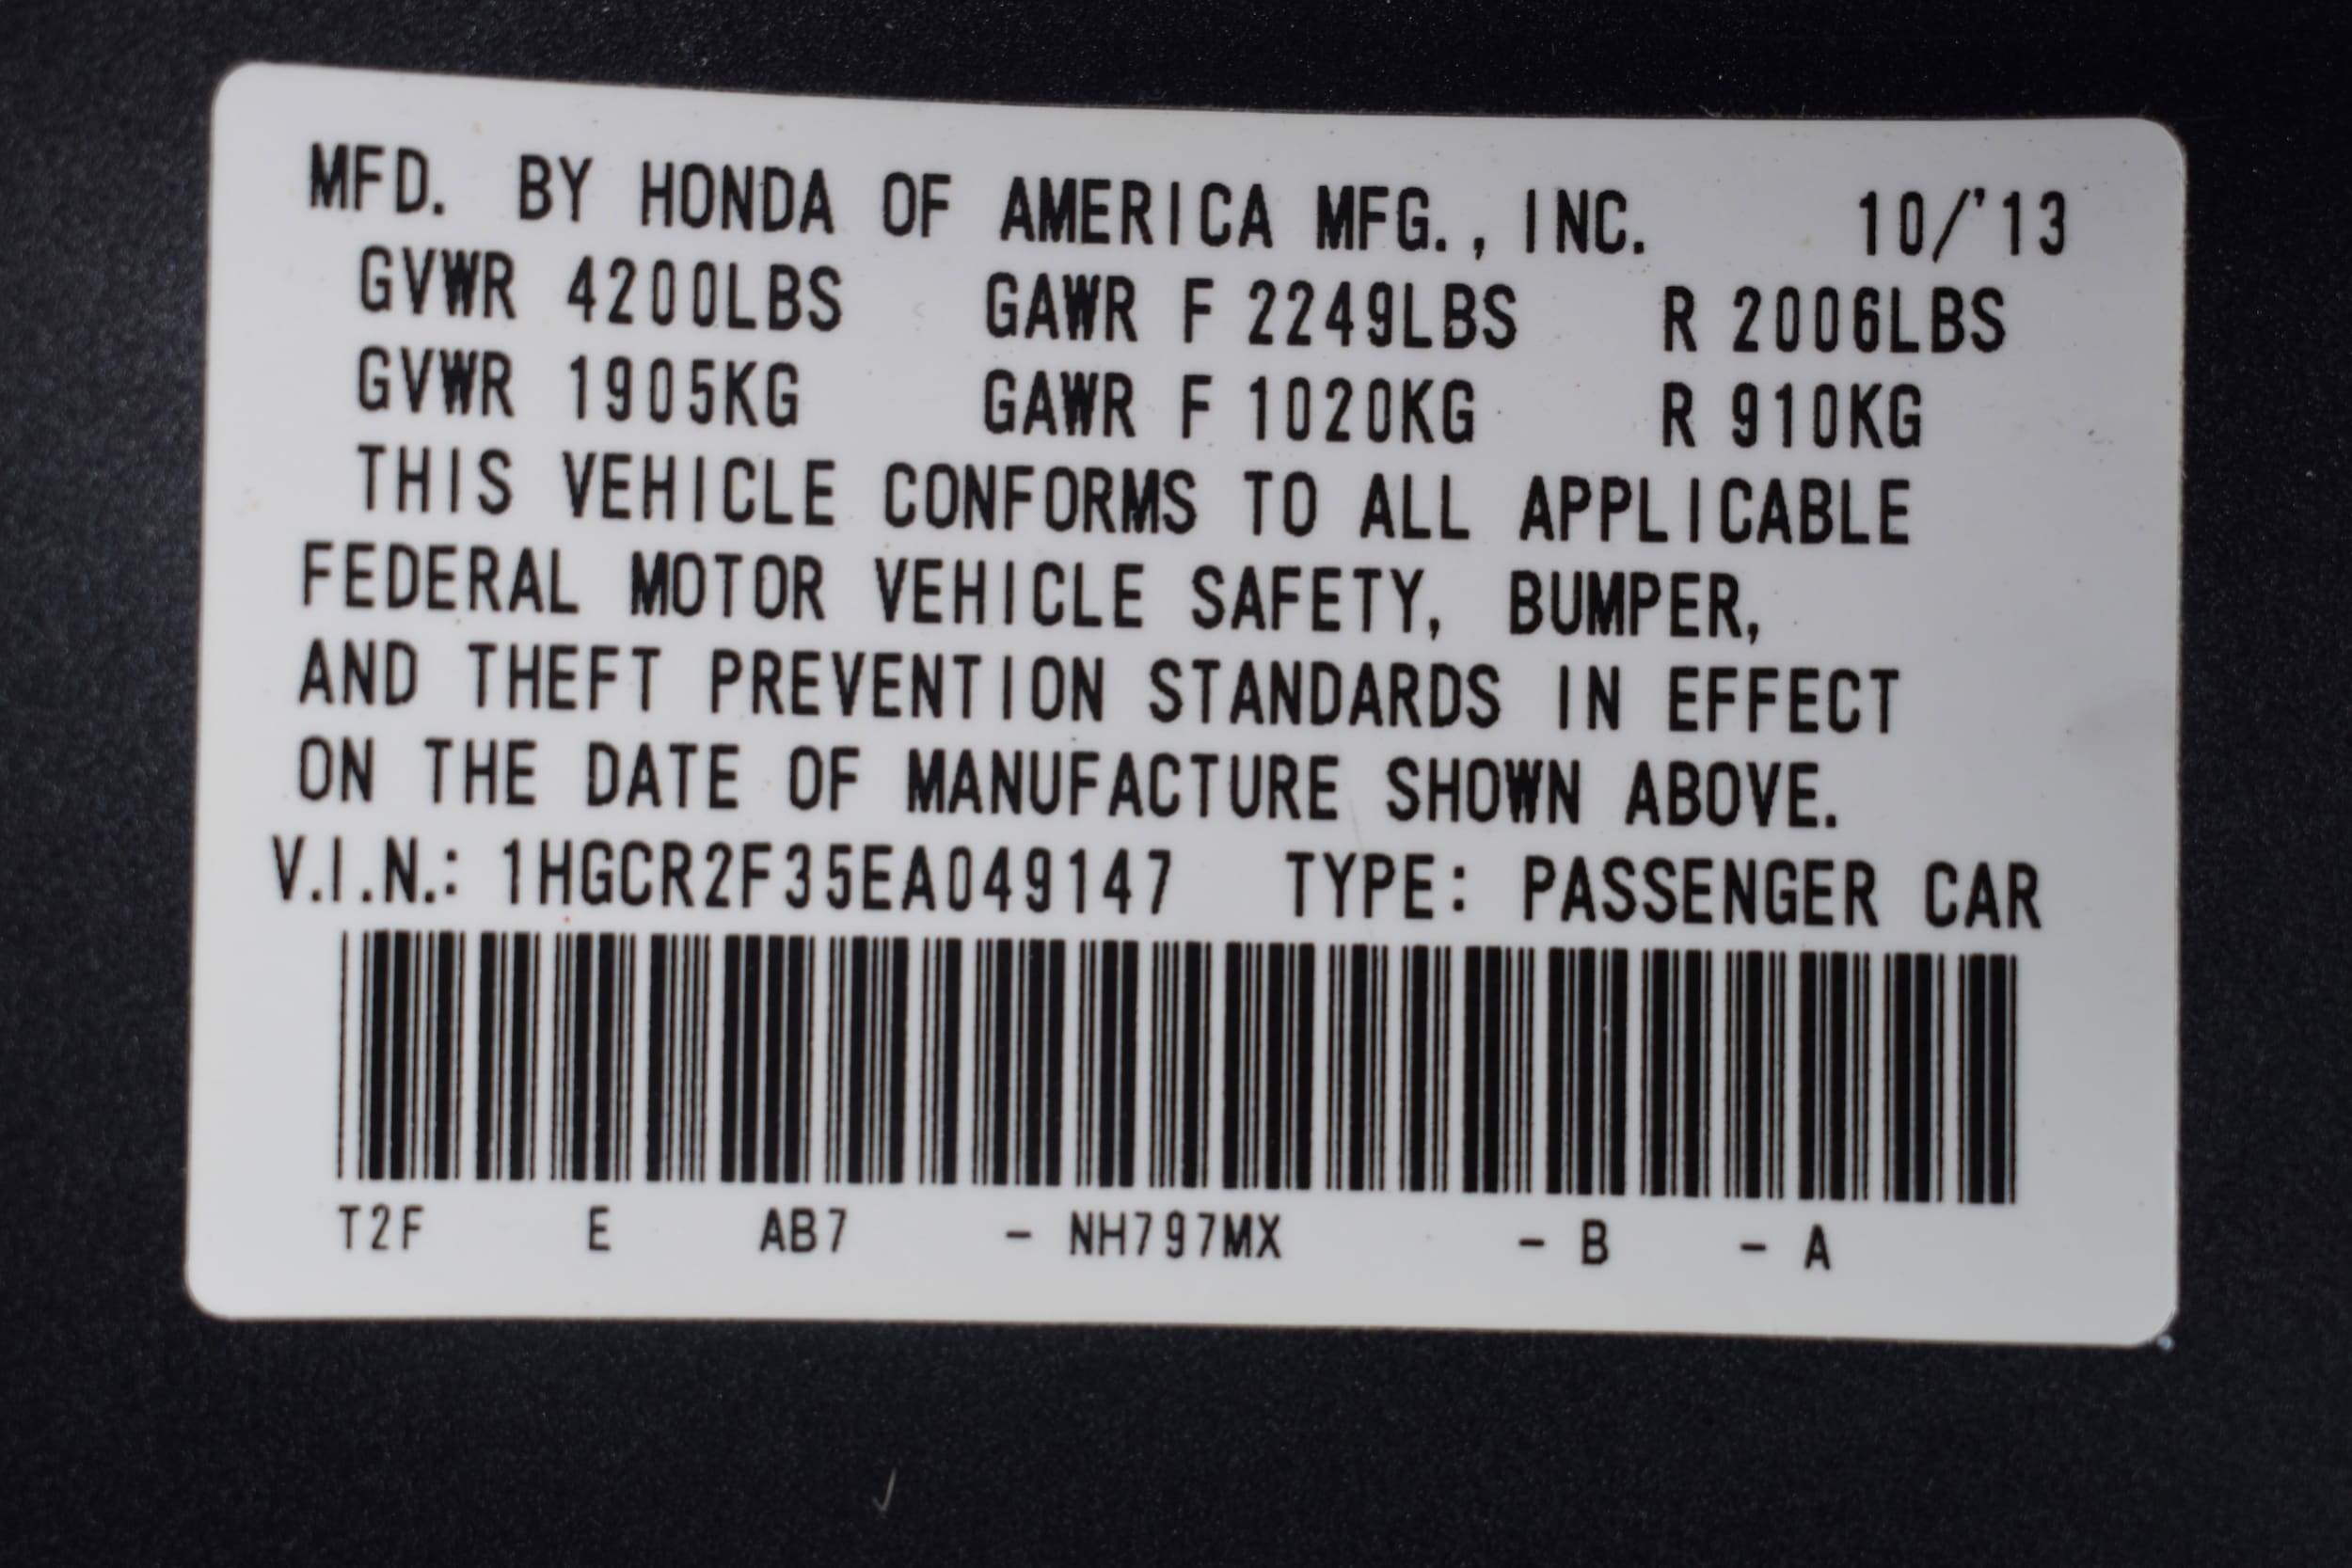 MFD. BY HONDA OF AMERICA MFG., INC. 10/'13
GVWR 4200LBS GAWR F 2249LBS R 2006LBS
GVWR 1905KG GAWR F 1020KG R 910KG
THIS VEHICLE CONFORMS TO ALL APPLICABLE
FEDERAL MOTOR VEHICLE SAFETY, BUMPER,
AND THEFT PREVENTION STANDARDS IN EFFECT
ON THE DATE OF MANUFACTURE SHOWN ABOVE.
V.I.N.: 1HGCR2F35EA049147 TYPE: PASSENGER CAR
T2F E AB7 - NH797MX - B - A